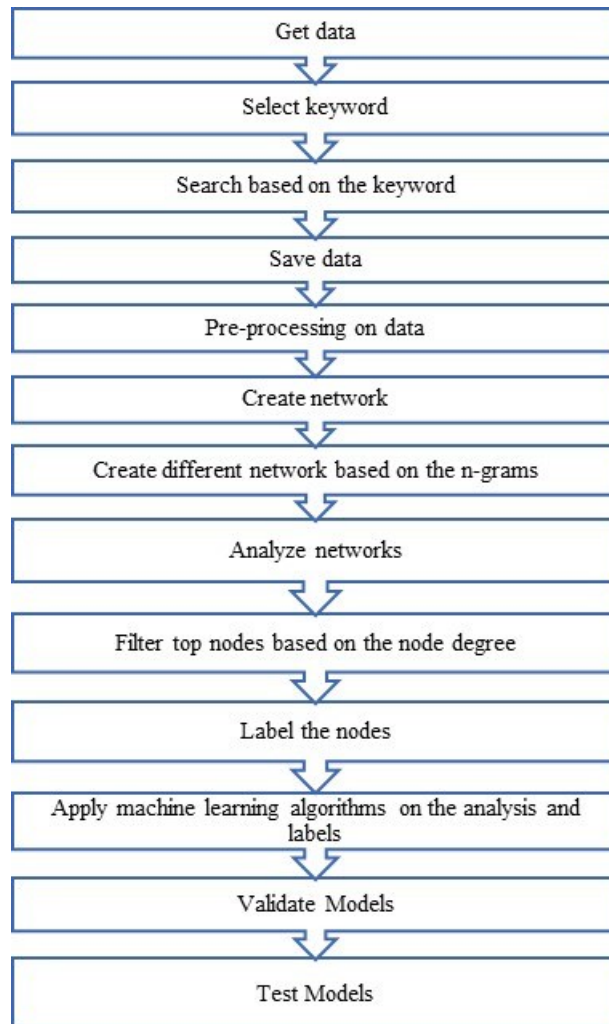 Get data
Select keyword
Search based on the keyword
Save data
Pre-processing on data
Create network
Create different network based on the n-grams
Analyze networks
Filter top nodes based on the node degree
Label the nodes
Apply machine learning algorithms on the analysis and
labels
Validate Models
Test Models